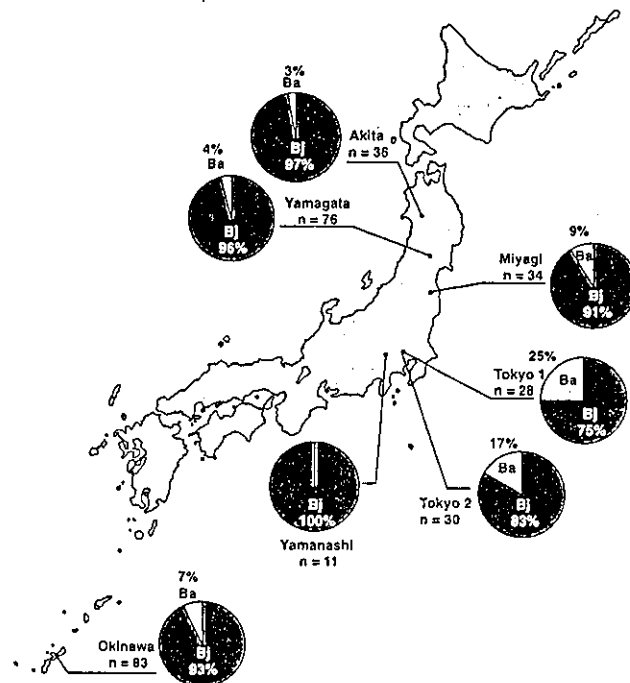 3%
Ba
Bj
97%
Akita
n = 36
4%
Ba
Bj
96%
Yamagata
n = 76
9%
Ba
Bj
91%
Miyagi
n = 34
25%
Ba
Bj
75%
Tokyo 1
n = 28
17%
Ba
Bj
83%
Tokyo 2
n = 30
Bj
100%
Yamanashi
n = 11
7%
Ba
Bj
93%
Okinawa
n = 83